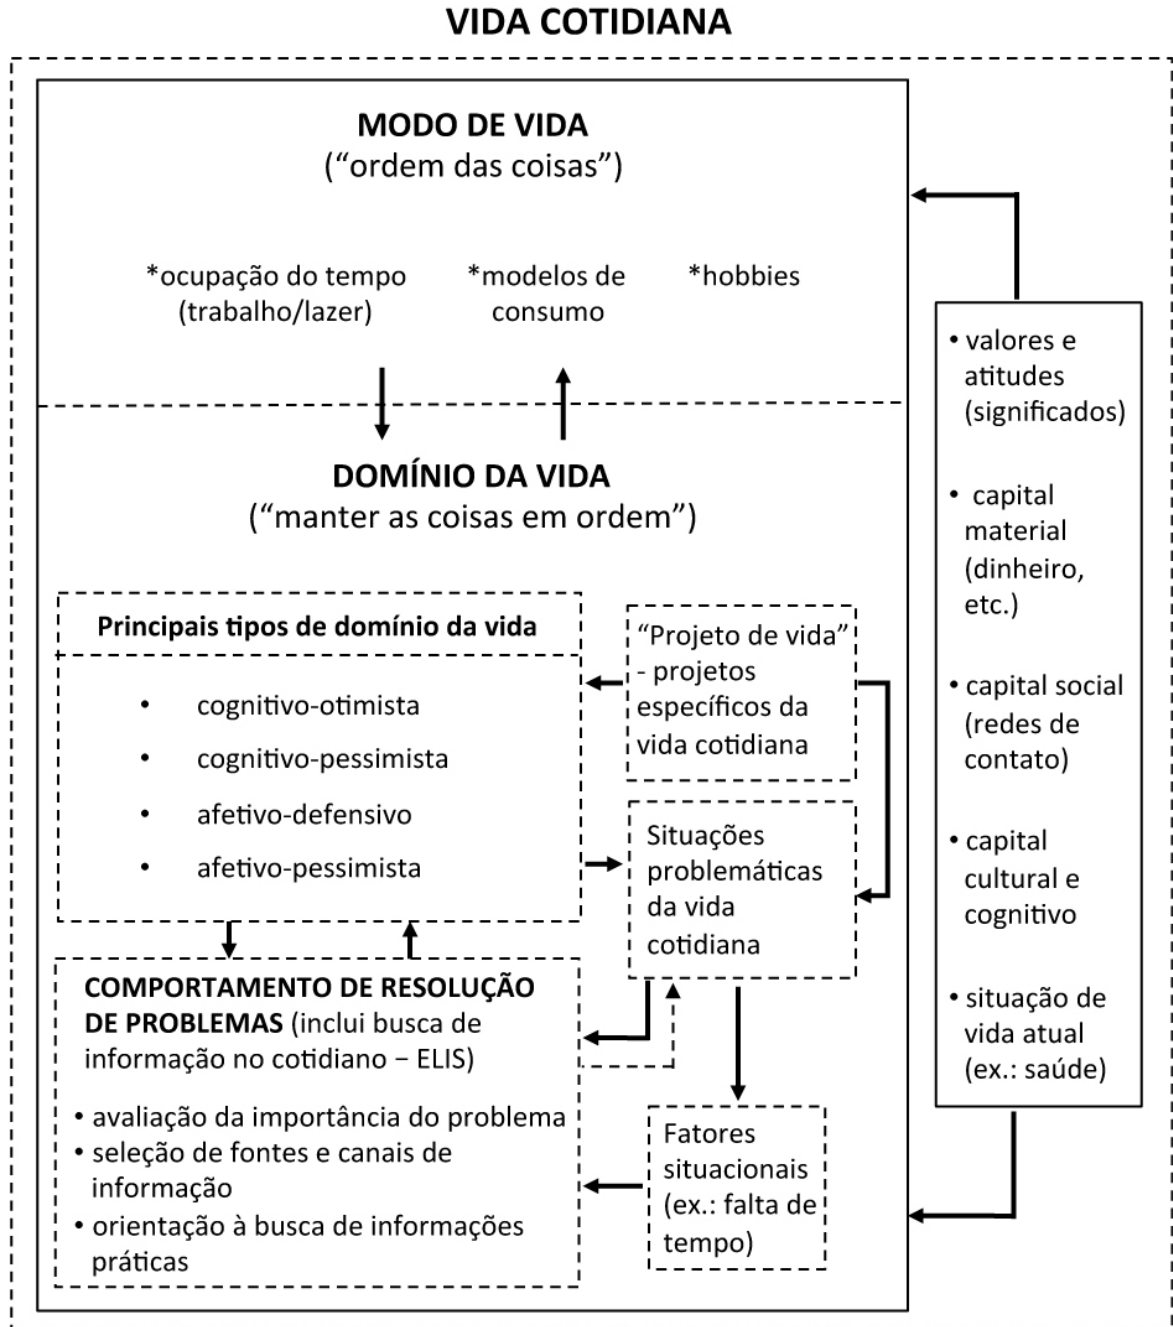 VIDA COTIDIANA
MODO DE VIDA
(“ordem das coisas”)
*ocupação do tempo
(trabalho/lazer)
*modelos de
consumo
*hobbies
DOMÍNIO DA VIDA
(“manter as coisas em ordem”)
Principais tipos de domínio da vida
• cognitivo-otimista
• cognitivo-pessimista
• afetivo-defensivo
• afetivo-pessimista
“Projeto de vida”
- projetos
específicos da
vida cotidiana
Situações
problemáticas
da vida
cotidiana
COMPORTAMENTO DE RESOLUÇÃO
DE PROBLEMAS (inclui busca de
informação no cotidiano – ELIS)
• avaliação da importância do problema
• seleção de fontes e canais de
informação
• orientação à busca de informações
práticas
Fatores
situacionais
(ex.: falta de
tempo)
• valores e
atitudes
(significados)
• capital
material
(dinheiro,
etc.)
• capital social
(redes de
contato)
• capital
cultural e
cognitivo
• situação de
vida atual
(ex.: saúde)